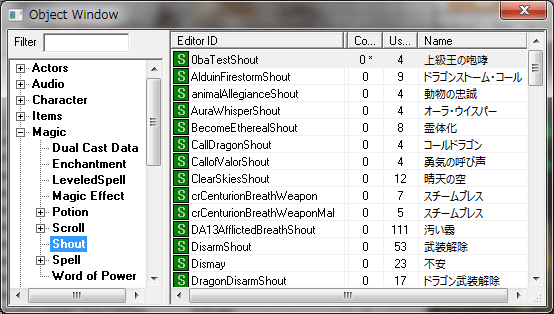 Object Window
Filter
Actors
Audio
Character
Items
Magic
Dual Cast Data
Enchantment
LeveledSpell
Magic Effect
Potion
Scroll
Shout
Spell
Word of Power
Editor ID Co... Us... Name
S 0baTestShout 0 * 4 上級王の咆哮
S AlduinFirestormShout 0 9 ドラゴンストーム・コール
S animalAllegianceShout 0 4 動物の忠誠
S AuraWhisperShout 0 4 オーラ・ウイスパー
S BecomeEtherealShout 0 8 霊体化
S CallDragonShout 0 4 コールドラゴン
S CallofValorShout 0 4 勇気の呼び声
S ClearSkiesShout 0 12 晴天の空
S crCenturionBreathWeapon 0 7 スチームブレス
S crCenturionBreathWeaponMal 0 5 スチームブレス
S DA13AfflictedBreathShout 0 111 汚い霧
S DisarmShout 0 53 武装解除
S Dismay 0 23 不安
S DragonDisarmShout 0 17 ドラゴン武装解除